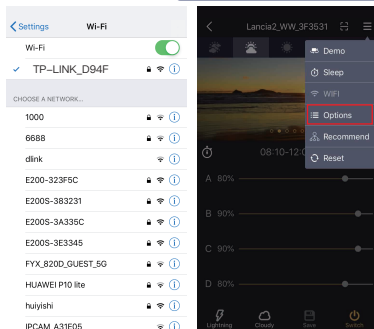 Settings
Wi-Fi
Wi-Fi
TP-LINK_D94F
CHOOSE A NETWORK...
1000
6688
dlink
E200-323F5C
E200S-383231
E200S-3A335C
E200S-3E3345
FYX_820D_GUEST_5G
HUAWEI P10 lite
huiyishi
IPCAM_A31E05
Lancia2_WW_3F3531
Demo
Sleep
WIFI
Options
Recommend
Reset
08:10-12:0
A 80%
B 90%
C 90%
D 80%
Lightning
Cloudy
Save
Switch